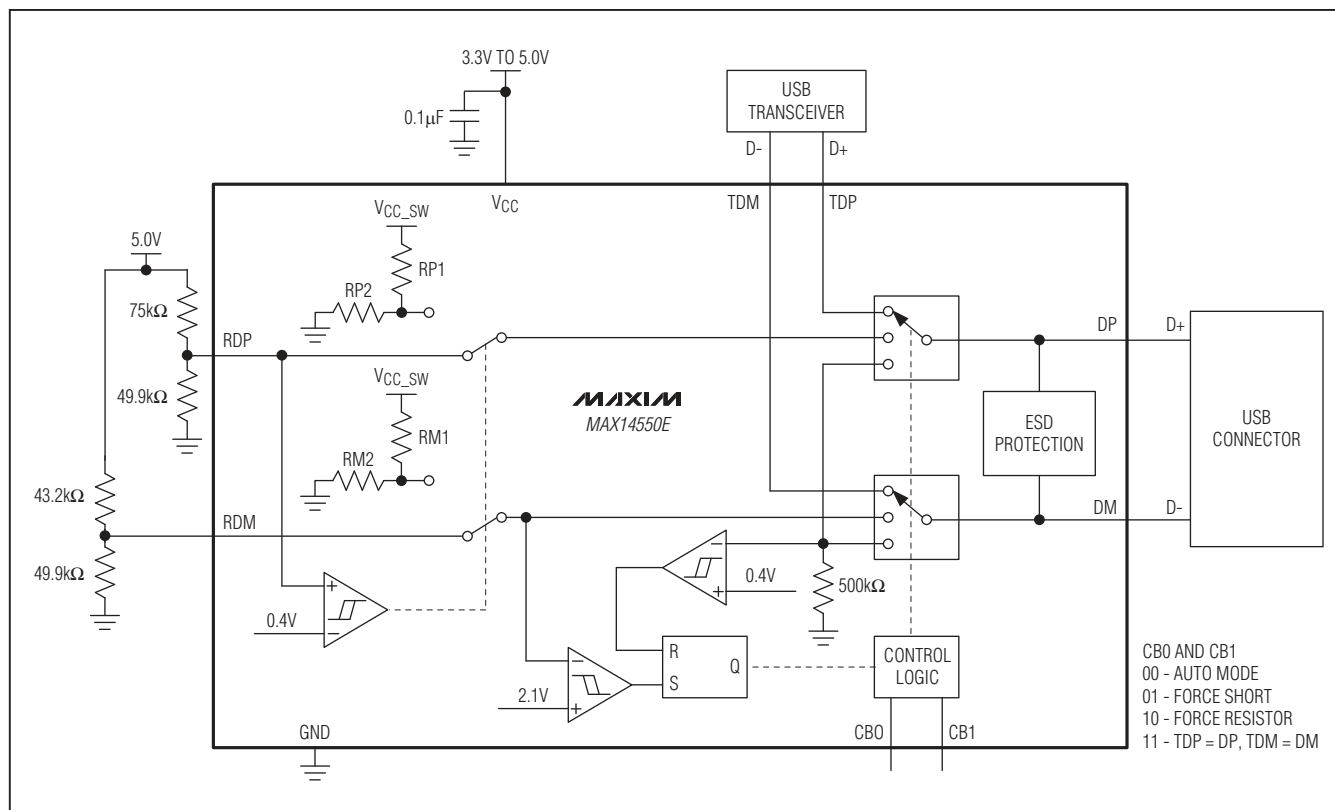 3.3V TO 5.0V
0.1µF
USB
TRANSCEIVER
D-
D+
TDM
TDP
VCC
VCC_SW
5.0V
RP1
RP2
75kΩ
RDP
DP
D+
VCC_SW
49.9kΩ
MAXIM
MAX14550E
RM1
ESD
PROTECTION
USB
CONNECTOR
RM2
43.2kΩ
RDM
DM
D-
49.9kΩ
-
+
0.4V
500kΩ
+
-
0.4V
R
S
Q
CONTROL
LOGIC
-
+
2.1V
CB0 AND CB1
00 - AUTO MODE
01 - FORCE SHORT
10 - FORCE RESISTOR
11 - TDP = DP, TDM = DM
GND
CB0
CB1